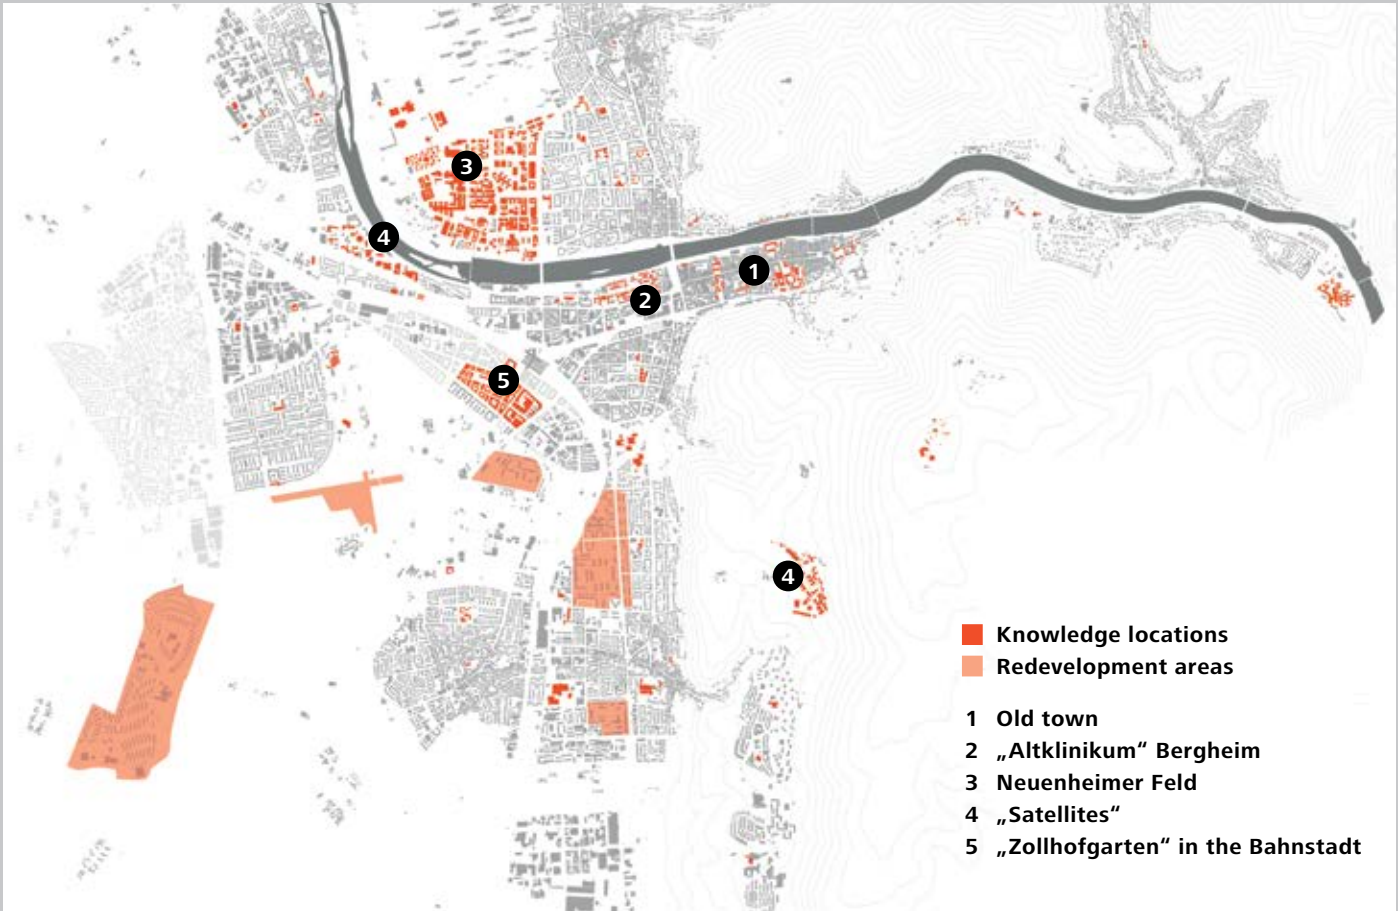 3
4
1
2
5
4
Knowledge locations
Redevelopment areas
1 Old town
2 „Altklinikum“ Bergheim
3 Neuenheimer Feld
4 „Satellites“
5 „Zollhofgarten“ in the Bahnstadt